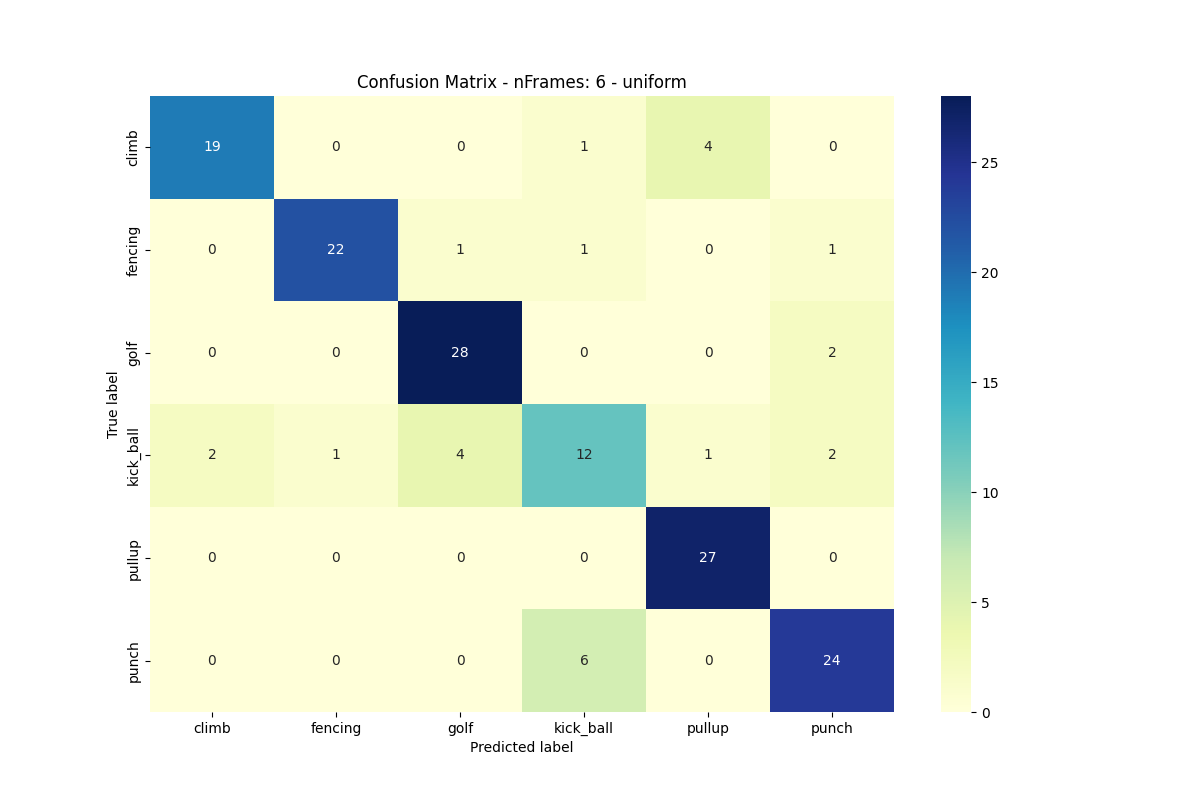 Confusion Matrix - nFrames: 6 - uniform
True label
climb 19 0 0 1 4 0
fencing 0 22 1 1 0 1
golf 0 0 28 0 0 2
kick_ball 2 1 4 12 1 2
pullup 0 0 0 0 27 0
punch 0 0 0 6 0 24
climb fencing golf kick_ball pullup punch
Predicted label
25
20
15
10
5
0